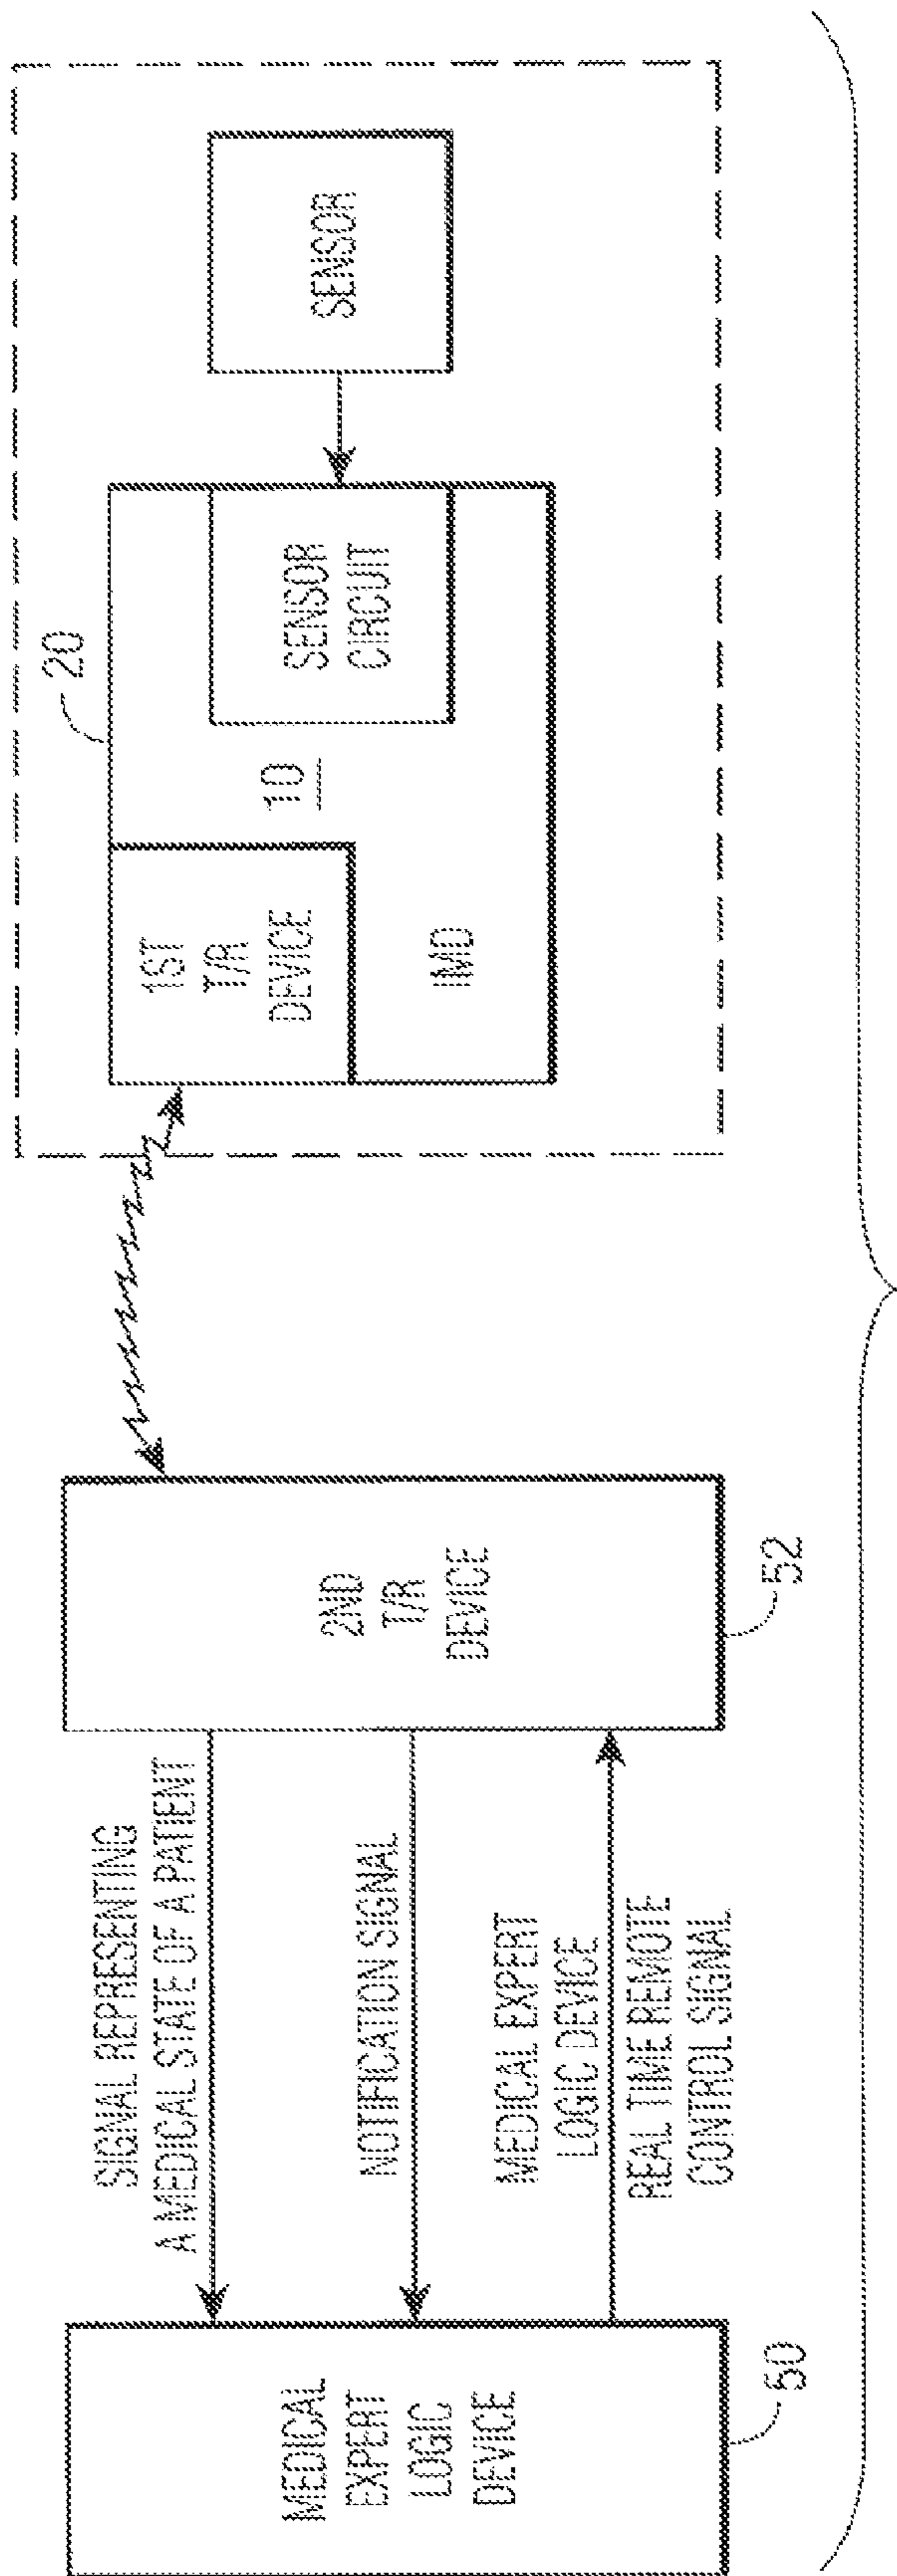 MEDICAL
EXPERT
LOGIC
DEVICE
50
SIGNAL REPRESENTING
A MEDICAL STATE OF A PATIENT
NOTIFICATION SIGNAL
MEDICAL EXPERT
LOGIC DEVICE
REAL TIME REMOTE
CONTROL SIGNAL
2ND
T/R
DEVICE
52
20
1ST
T/R
DEVICE
10
IMD
SENSOR
CIRCUIT
SENSOR